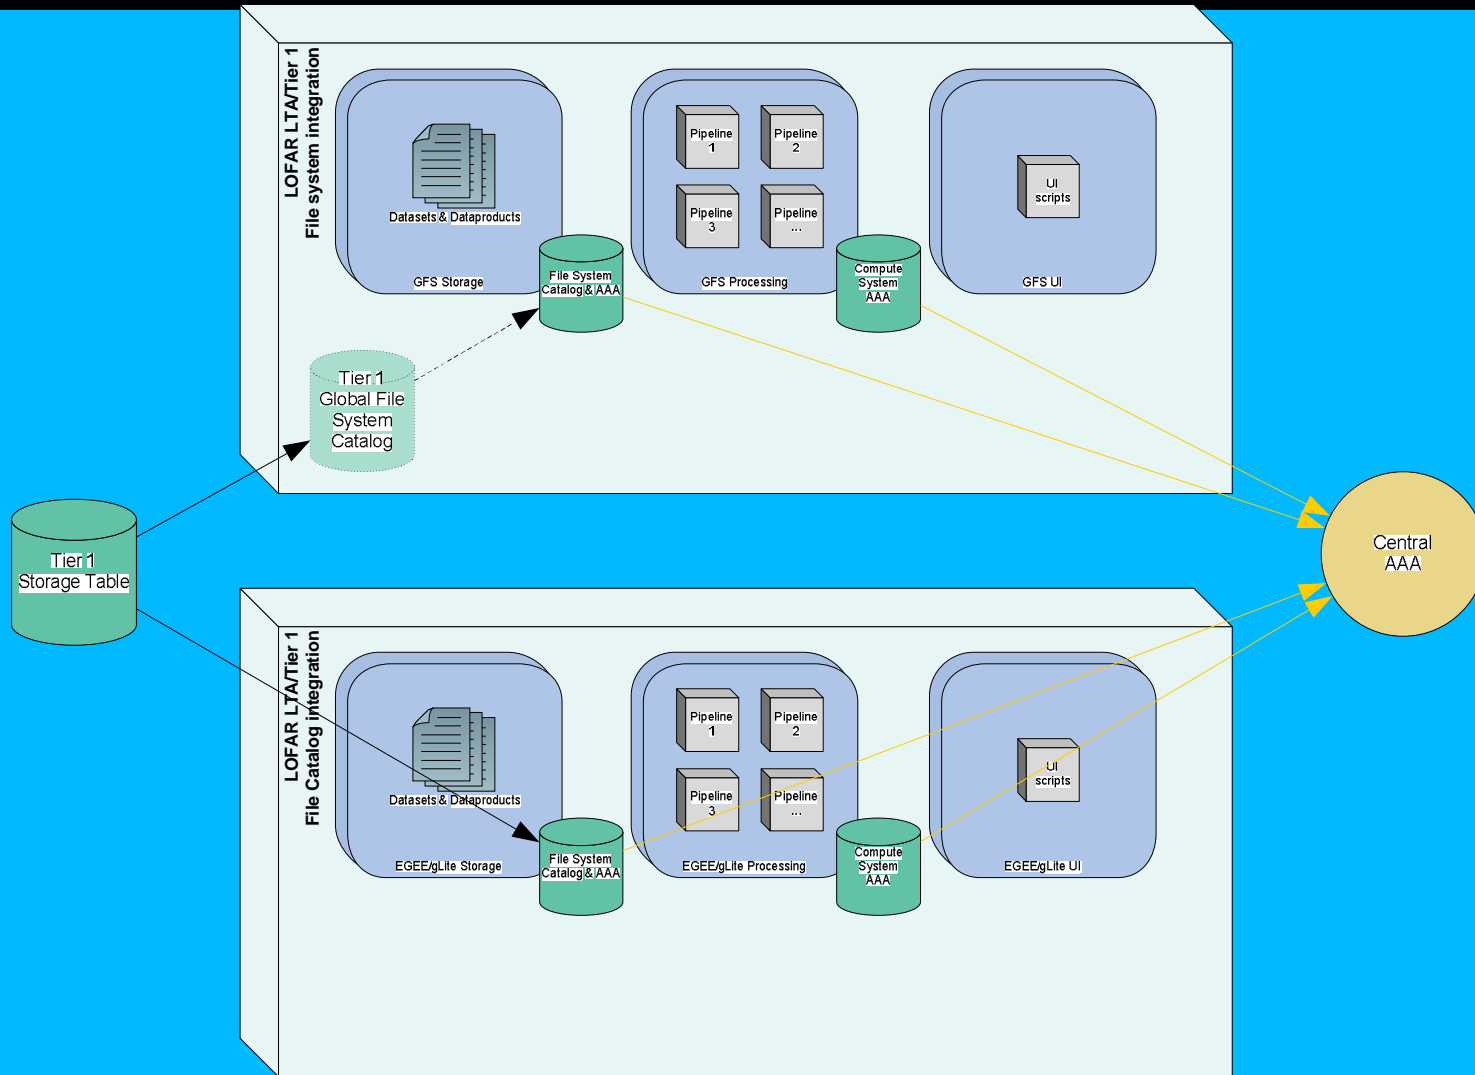 LOFAR LTA/Tier 1
File system integration
Datasets & Dataproducts
GFS Storage
File System
Catalog & AAA
Pipeline
1
Pipeline
2
Pipeline
3
Pipeline
...
GFS Processing
Compute
System
AAA
UI
scripts
GFS UI
Tier 1
Global File
System
Catalog
Tier 1
Storage Table
Central
AAA
LOFAR LTA/Tier 1
File Catalog integration
Datasets & Dataproducts
EGEE/gLite Storage
File System
Catalog & AAA
Pipeline
1
Pipeline
2
Pipeline
3
Pipeline
...
EGEE/gLite Processing
Compute
System
AAA
UI
scripts
EGEE/gLite UI